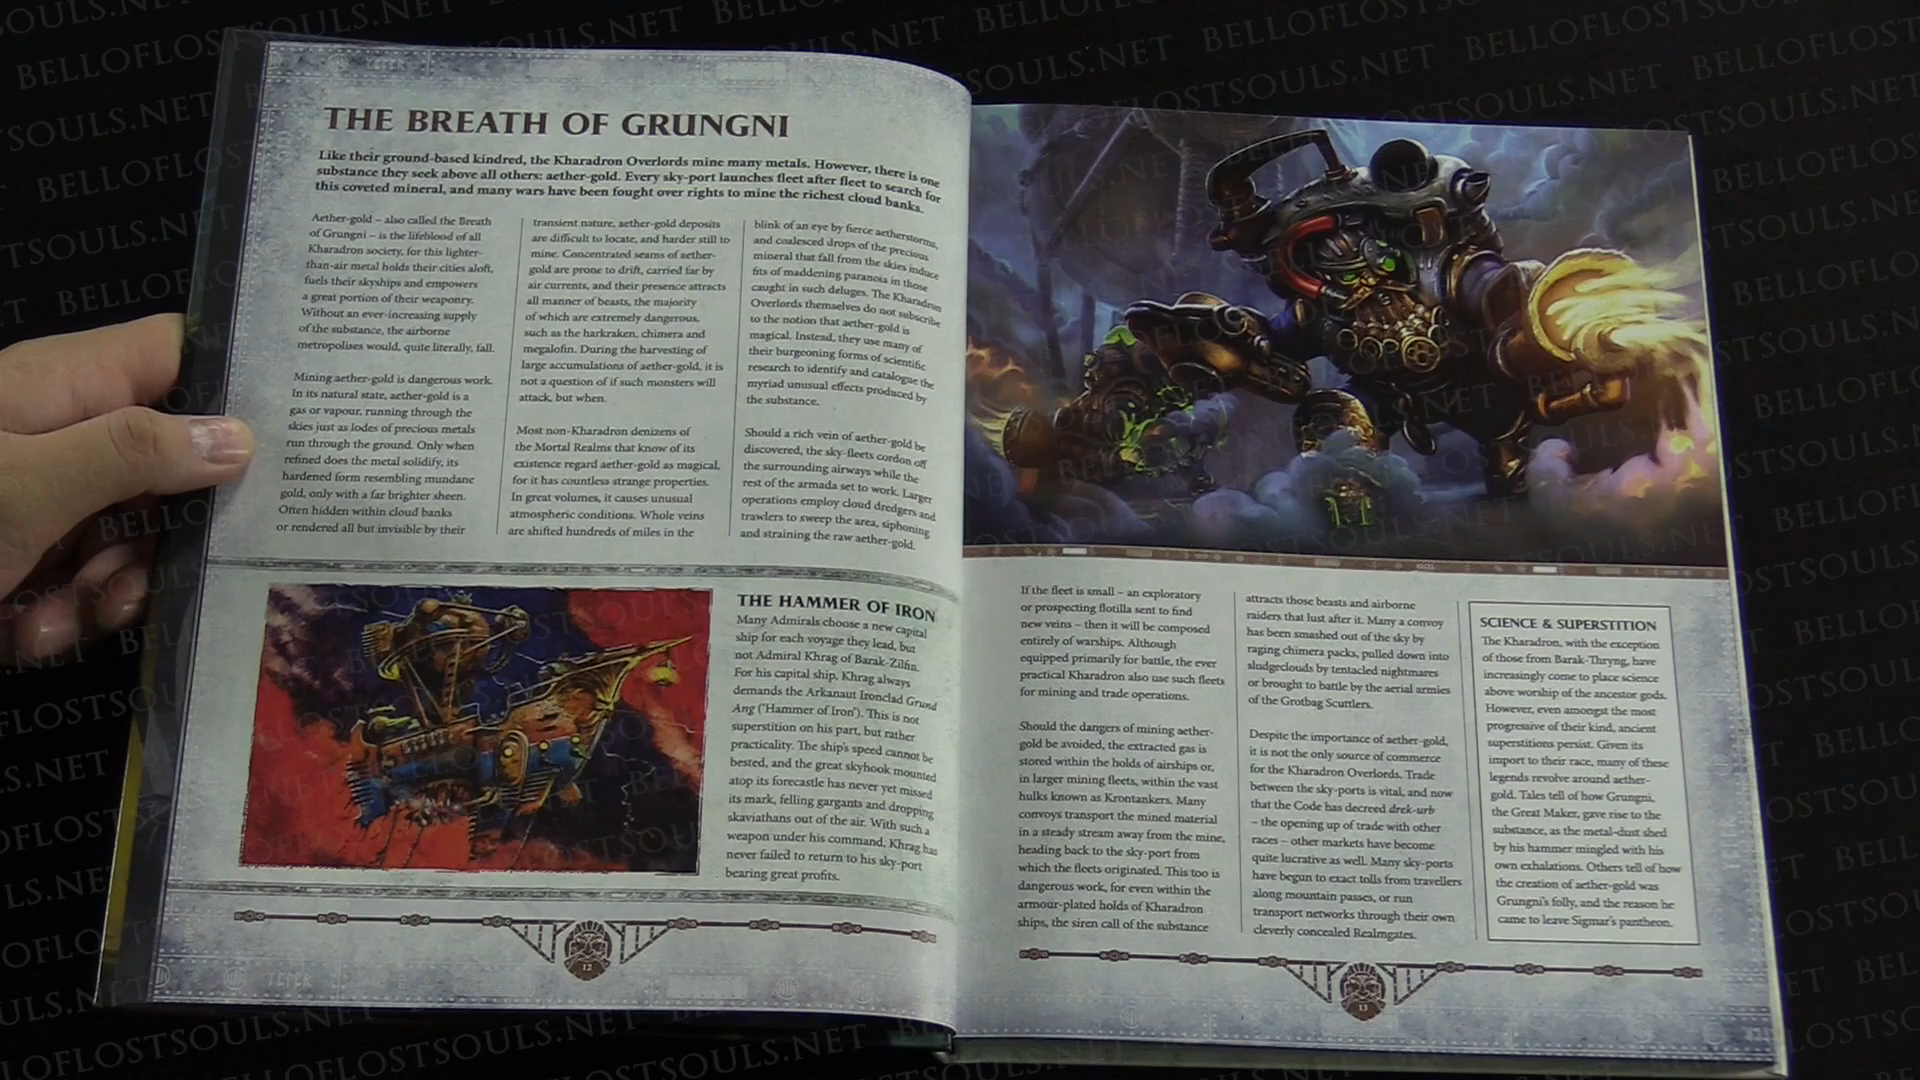 THE BREATH OF GRUNGNI
Like their ground-based kindred, the Kharadron Overlords mine many metals. However, there is one
substance they seek above all others: aether-gold. Every sky-port launches fleet after fleet to search for
this coveted mineral, and many wars have been fought over rights to mine the richest cloud banks.
Aether-gold – also called the Breath
of Grungni – is the lifeblood of all
Kharadron society, for this lighter-
than-air metal holds their cities aloft,
fuels their skyships and empowers
a great portion of their weaponry.
Without an ever-increasing supply
of the substance, the airborne
metropolises would, quite literally, fall.
Mining aether-gold is dangerous work.
In its natural state, aether-gold is a
gas or vapour, running through the
skies just as lodes of precious metals
run through the ground. Only when
refined does the metal solidify, its
hardened form resembling mundane
gold, only with a far brighter sheen.
Often hidden within cloud banks
or rendered all but invisible by their
transient nature, aether-gold deposits
are difficult to locate, and harder still to
mine. Concentrated seams of aether-
gold are prone to drift, carried far by
air currents, and their presence attracts
all manner of beasts, the majority
of which are extremely dangerous,
such as the harkraken, chimera and
megalofin. During the harvesting of
large accumulations of aether-gold, it is
not a question of if such monsters will
attack, but when.
Most non-Kharadron denizens of
the Mortal Realms that know of its
existence regard aether-gold as magical,
for it has countless strange properties.
In great volumes, it causes unusual
atmospheric conditions. Whole veins
are shifted hundreds of miles in the
blink of an eye by fierce aetherstorms,
and coalesced drops of the precious
mineral that fall from the skies induce
fits of maddening paranoia in those
caught in such deluges. The Kharadron
Overlords themselves do not subscribe
to the notion that aether-gold is
magical. Instead, they use many of
their burgeoning forms of scientific
research to identify and catalogue the
myriad unusual effects produced by
the substance.
Should a rich vein of aether-gold be
discovered, the sky-fleets cordon off
the surrounding airways while the
rest of the armada set to work. Larger
operations employ cloud dredgers and
trawlers to sweep the area, siphoning
and straining the raw aether-gold.
THE HAMMER OF IRON
Many Admirals choose a new capital
ship for each voyage they lead, but
not Admiral Khrag of Barak-Zilfin.
For his capital ship, Khrag always
demands the Arkanaut Ironclad Grund
Ang ('Hammer of Iron'). This is not
superstition on his part, but rather
practicality. The ship's speed cannot be
bested, and the great skyhook mounted
atop its forecastle has never yet missed
its mark, felling gargants and dropping
skaviathans out of the air. With such a
weapon under his command, Khrag has
never failed to return to his sky-port
bearing great profits.
12
If the fleet is small – an exploratory
or prospecting flotilla sent to find
new veins – then it will be composed
entirely of warships. Although
equipped primarily for battle, the ever
practical Kharadron also use such fleets
for mining and trade operations.
Should the dangers of mining aether-
gold be avoided, the extracted gas is
stored within the holds of airships or,
in larger mining fleets, within the vast
hulks known as Krontankers. Many
convoys transport the mined material
in a steady stream away from the mine,
heading back to the sky-port from
which the fleets originated. This too is
dangerous work, for even within the
armour-plated holds of Kharadron
ships, the siren call of the substance
attracts those beasts and airborne
raiders that lust after it. Many a convoy
has been smashed out of the sky by
raging chimera packs, pulled down into
sludgeclouds by tentacled nightmares
or brought to battle by the aerial armies
of the Grotbag Scuttlers.
Despite the importance of aether-gold,
it is not the only source of commerce
for the Kharadron Overlords. Trade
between the sky-ports is vital, and now
that the Code has decreed drek-urb
– the opening up of trade with other
races – other markets have become
quite lucrative as well. Many sky-ports
have begun to exact tolls from travellers
along mountain passes, or run
transport networks through their own
cleverly concealed Realmgates.
SCIENCE & SUPERSTITION
The Kharadron, with the exception
of those from Barak-Thryng, have
increasingly come to place science
above worship of the ancestor gods.
However, even amongst the most
progressive of their kind, ancient
superstitions persist. Given its
import to their race, many of these
legends revolve around aether-
gold. Tales tell of how Grungni,
the Great Maker, gave rise to the
substance, as the metal-dust shed
by his hammer mingled with his
own exhalations. Others tell of how
the creation of aether-gold was
Grungni's folly, and the reason he
came to leave Sigmar's pantheon.
13
BELLOFLOSTSOULS.NET